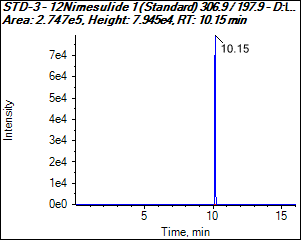 STD-3 - 12Nimesulide 1 (Standard) 306.9 / 197.9 - D:\...
Area: 2.747e5, Height: 7.945e4, RT: 10.15 min
10.15
7e4
6e4
5e4
4e4
3e4
2e4
1e4
0e0
Intensity
5 10 15
Time, min